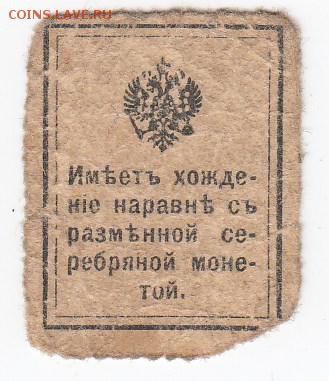 COINS.LAVE.RU
Имѣетъ хожде-
ніе наравнѣ съ
размѣнной се-
ребряной моне-
той.